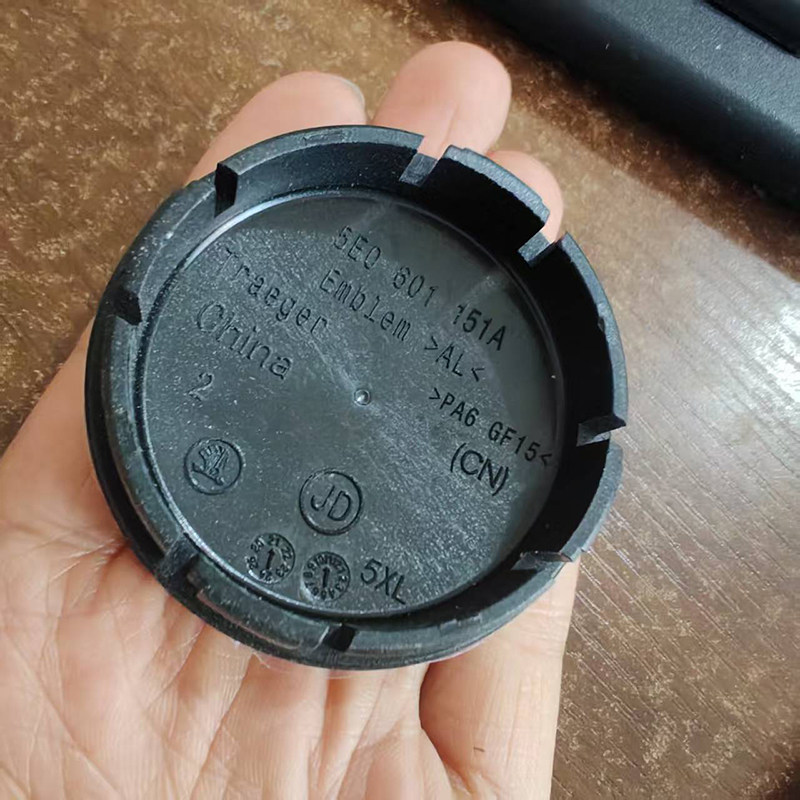 5E0 601 151A
Emblem >AL<
Traeger >PA6 GF15<
China (CN)
2
JD
5XL